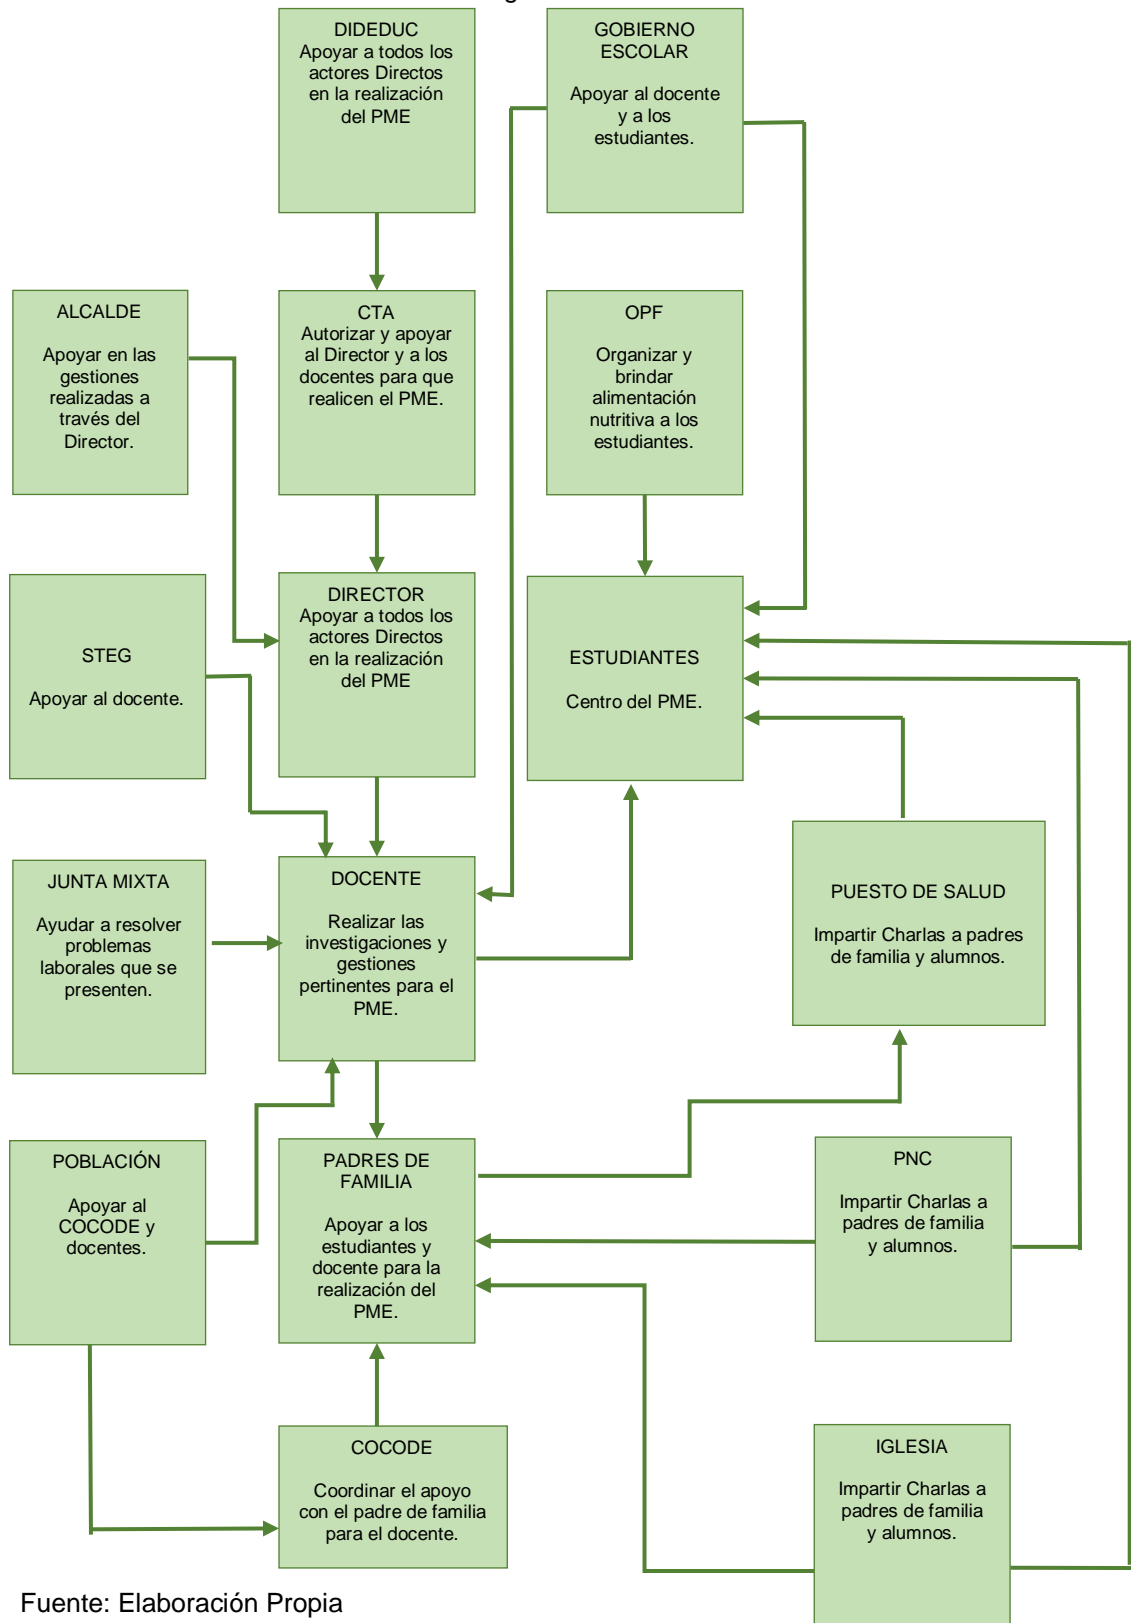 DIDEDUC
Apoyar a todos los
actores Directos
en la realización
del PME
GOBIERNO
ESCOLAR
Apoyar al docente
y a los
estudiantes.
ALCALDE
Apoyar en las
gestiones
realizadas a
través del
Director.
CTA
Autorizar y apoyar
al Director y a los
docentes para que
realicen el PME.
OPF
Organizar y
brindar
alimentación
nutritiva a los
estudiantes.
STEG
Apoyar al docente.
DIRECTOR
Apoyar a todos los
actores Directos
en la realización
del PME
ESTUDIANTES
Centro del PME.
JUNTA MIXTA
Ayudar a resolver
problemas
laborales que se
presenten.
DOCENTE
Realizar las
investigaciones y
gestiones
pertinentes para el
PME.
PUESTO DE SALUD
Impartir Charlas a padres
de familia y alumnos.
POBLACIÓN
Apoyar al
COCODE y
docentes.
PADRES DE
FAMILIA
Apoyar a los
estudiantes y
docente para la
realización del
PME.
PNC
Impartir Charlas a
padres de familia
y alumnos.
COCODE
Coordinar el apoyo
con el padre de familia
para el docente.
IGLESIA
Impartir Charlas a
padres de familia
y alumnos.
Fuente: Elaboración Propia